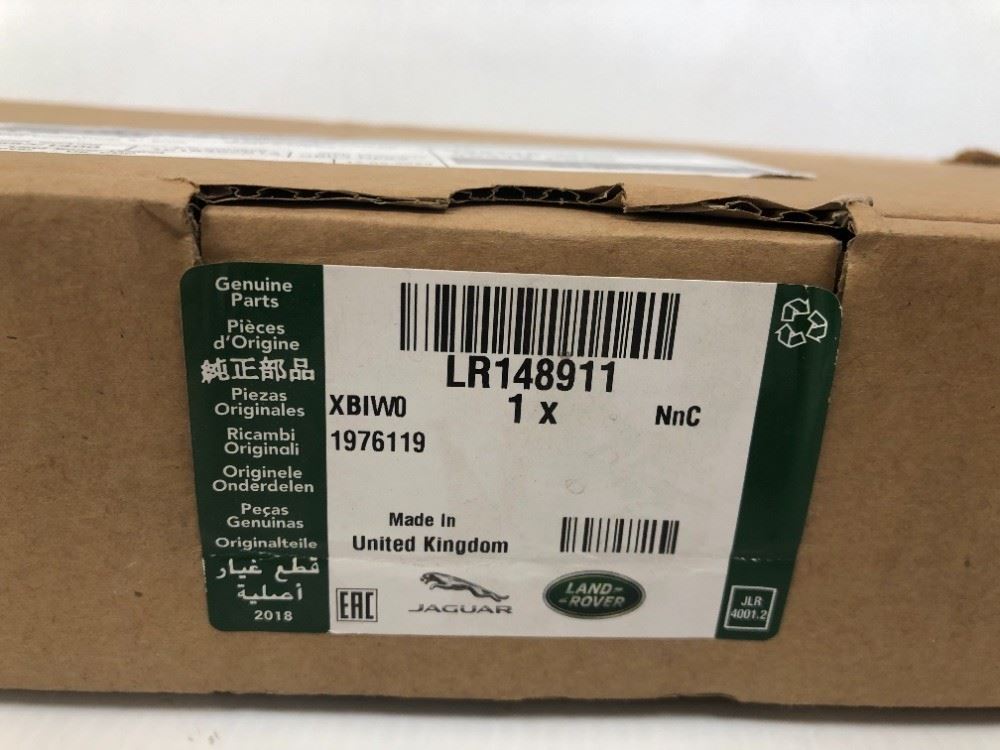 Genuine
Parts
Pièces
d'Origine
純正部品
Piezas
Originales
Ricambi
Originali
Originele
Onderdelen
Peças
Genuinas
Originalteile
قطع غيار
أصلية
2018
LR148911
XBIW0
1 x
NnC
1976119
Made In
United Kingdom
EAC
JAGUAR
LAND-
-ROVER
JLR
4001.2